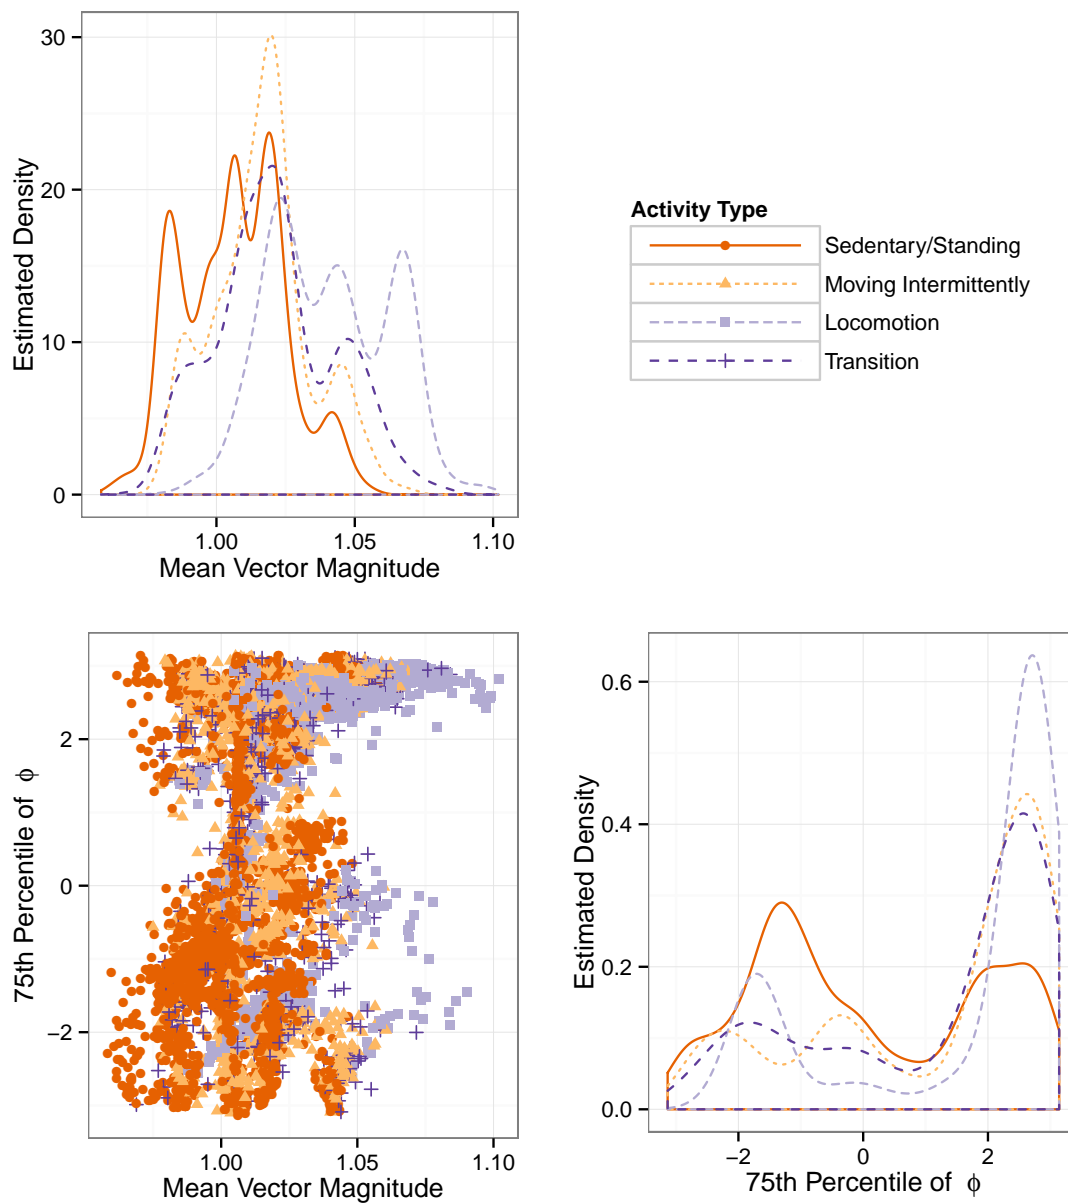 30
20
10
0
Estimated Density
1.00 1.05 1.10
Mean Vector Magnitude
Activity Type
Sedentary/Standing
Moving Intermittently
Locomotion
Transition
2
0
−2
75th Percentile of ϕ
1.00 1.05 1.10
Mean Vector Magnitude
0.6
0.4
0.2
0.0
Estimated Density
−2 0 2
75th Percentile of ϕ